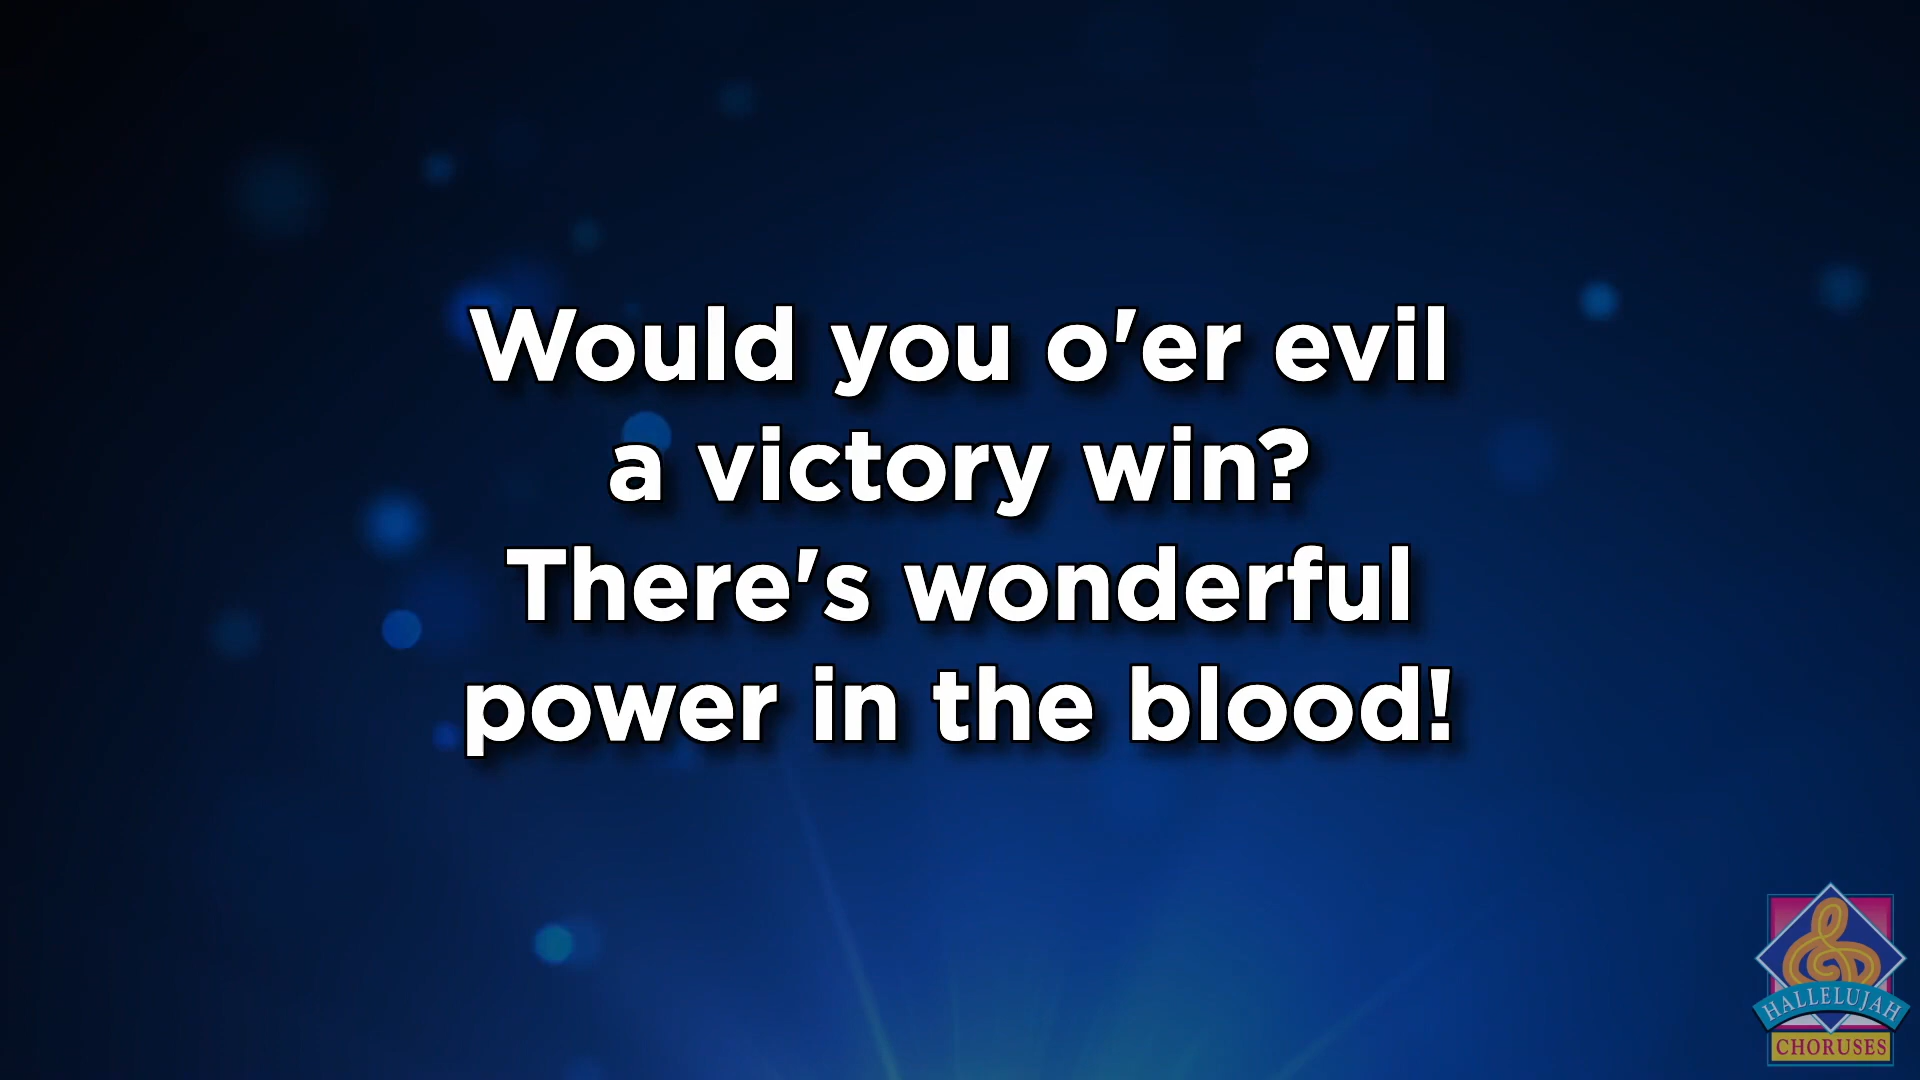 Would you o'er evil
a victory win?
There's wonderful
power in the blood!
HALLELUJAH
CHORUSES